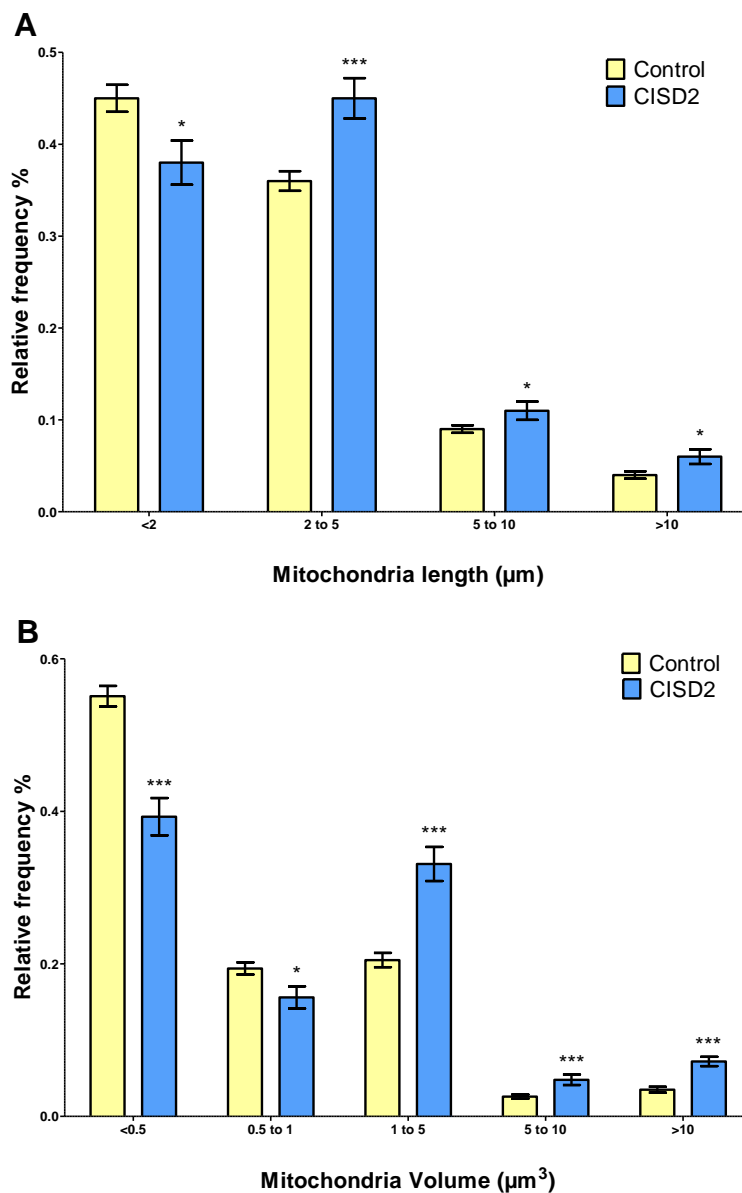 A
Control
CISD2
Relative frequency %
0.5
0.4
0.3
0.2
0.1
0.0
*
***
*
*
<2
2 to 5
5 to 10
>10
Mitochondria length (µm)
B
Control
CISD2
Relative frequency %
0.6
0.4
0.2
0.0
***
*
***
***
***
<0.5
0.5 to 1
1 to 5
5 to 10
>10
Mitochondria Volume (µm³)